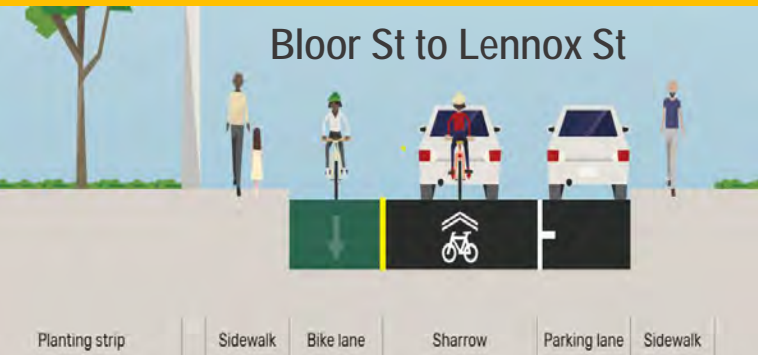 Bloor St to Lennox St
Planting strip Sidewalk Bike lane Sharrow Parking lane Sidewalk